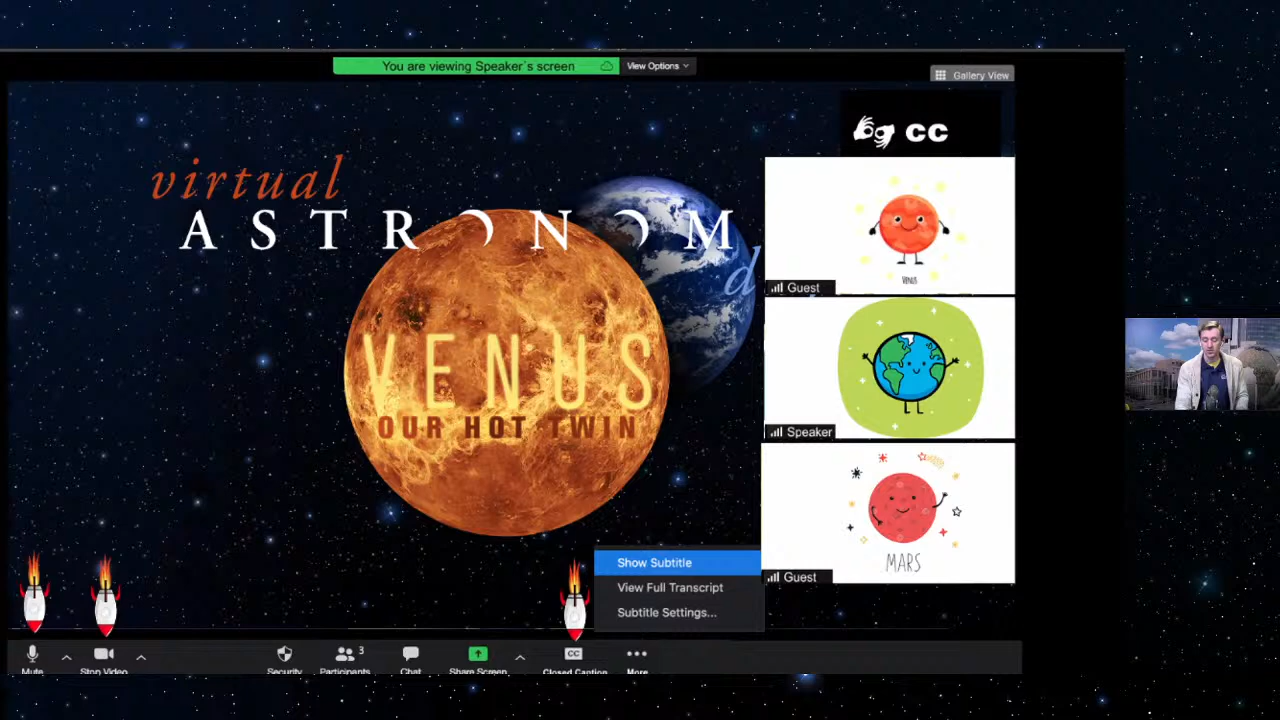 You are viewing Speaker's screen
View Options
Gallery View
CC
virtual
ASTRONOM
d
VENUS
OUR HOT TWIN
VENUS
Guest
Speaker
MARS
Guest
Show Subtitle
View Full Transcript
Subtitle Settings...
3
CC
Mute
Stop Video
Security
Participants
Chat
Share Screen
Closed Caption
More